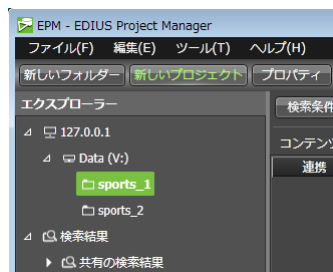 EPM - EDIUS Project Manager
ファイル(F) 編集(E) ツール(T) ヘルプ(H)
新しいフォルダー 新しいプロジェクト プロパティ
エクスプローラー
検索条件
127.0.0.1
コンテンツ
Data (V:)
連携
sports_1
sports_2
検索結果
共有の検索結果